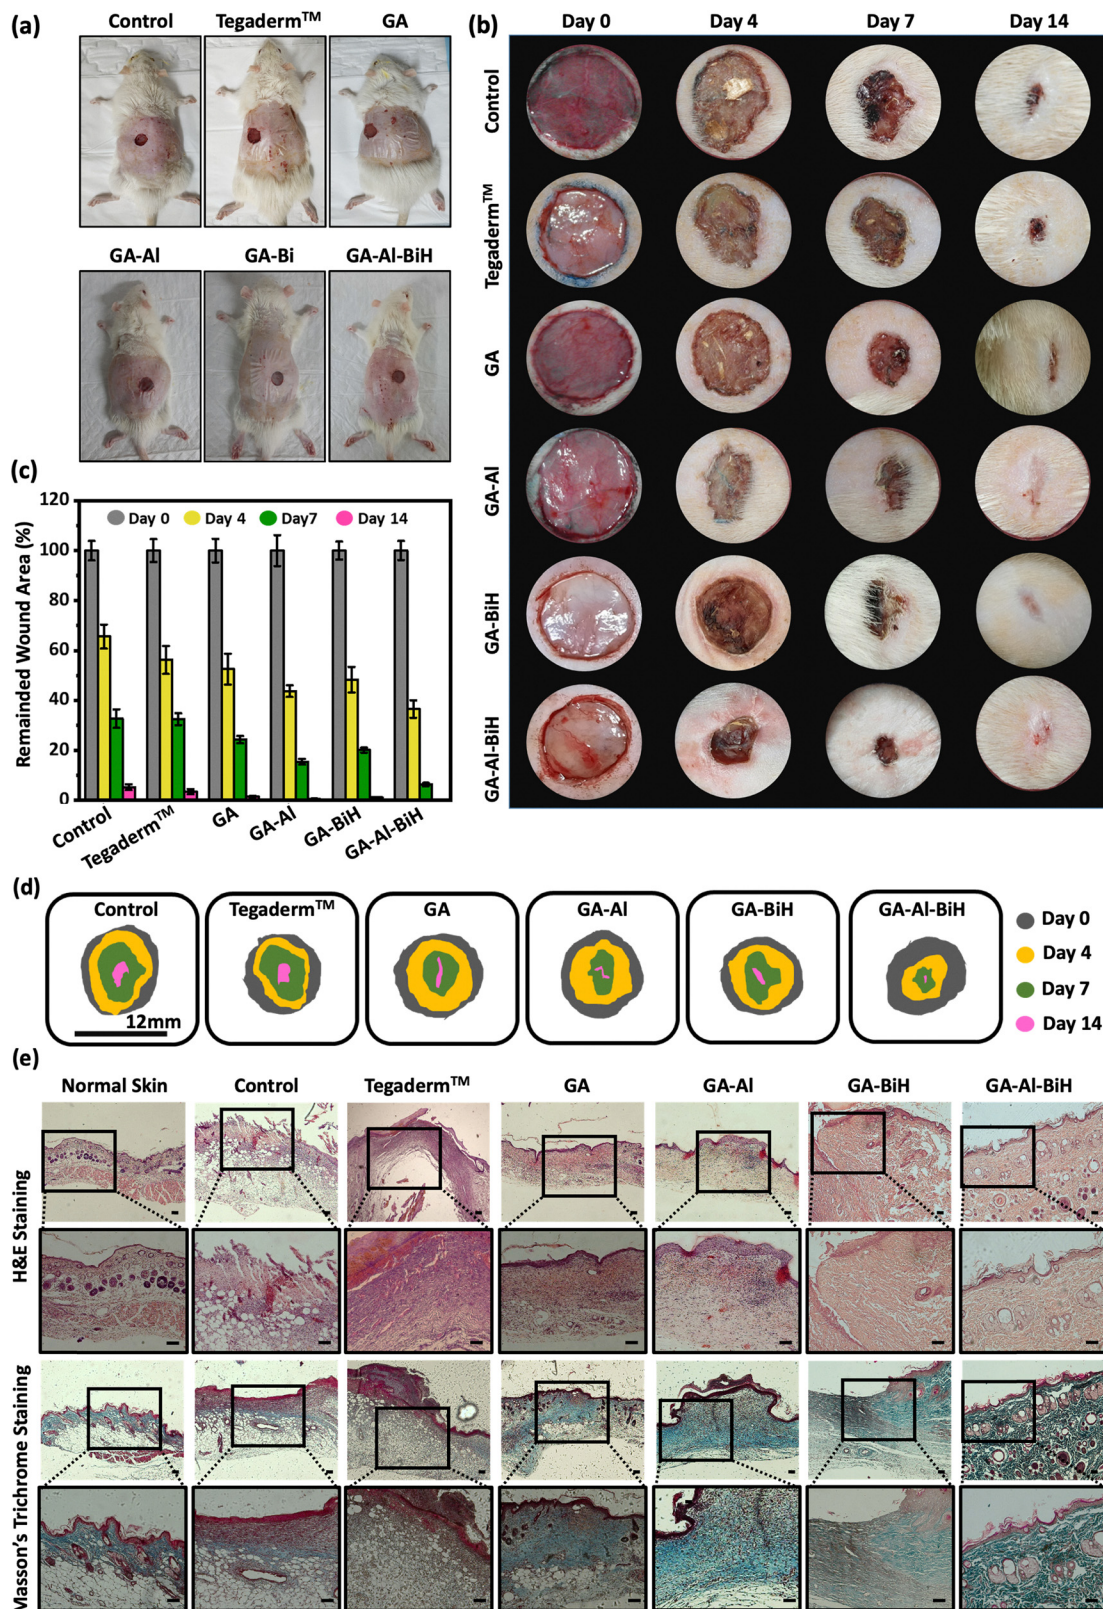 (a)
Control
Tegaderm™
GA
GA-Al
GA-Bi
GA-Al-BiH
(b)
Day 0
Day 4
Day 7
Day 14
Control
Tegaderm™
GA
GA-Al
GA-BiH
GA-Al-BiH
(c)
Remainded Wound Area (%)
120
100
80
60
40
20
0
Day 0
Day 4
Day7
Day 14
Control
Tegaderm™
GA
GA-Al
GA-BiH
GA-Al-BiH
(d)
Control
Tegaderm™
GA
GA-Al
GA-BiH
GA-Al-BiH
12mm
Day 0
Day 4
Day 7
Day 14
(e)
Normal Skin
Control
Tegaderm™
GA
GA-Al
GA-BiH
GA-Al-BiH
H&E Staining
Masson's Trichrome Staining